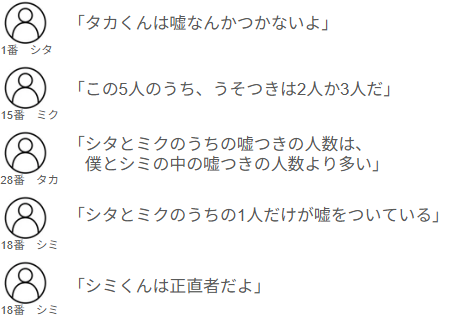 「タカくんは嘘なんかつかないよ」
1番　シタ
「この5人のうち、うそつきは2人か3人だ」
15番　ミク
「シタとミクのうちの嘘つきの人数は、
僕とシミの中の嘘つきの人数より多い」
28番　タカ
「シタとミクのうちの1人だけが嘘をついている」
18番　シミ
「シミくんは正直者だよ」
18番　シミ